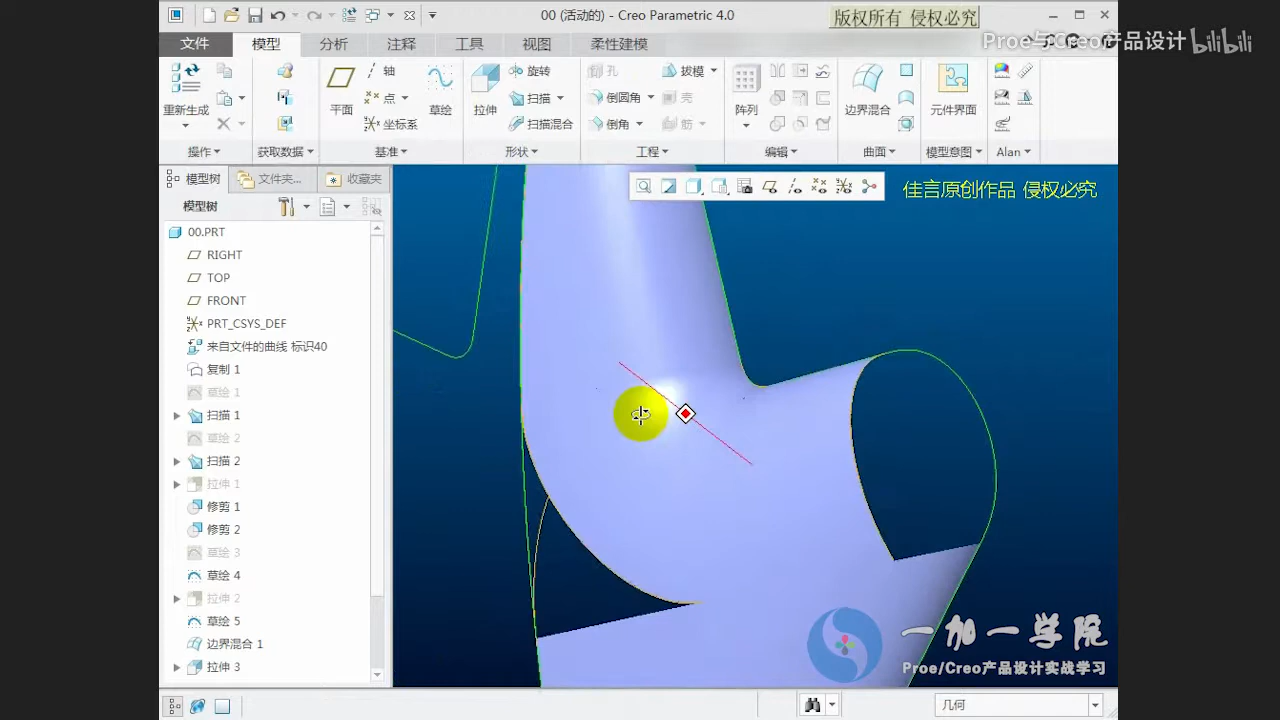 00 (活动的) - Creo Parametric 4.0
版权所有 侵权必究
Proe与Creo产品设计 bilibili
文件 模型 分析 注释 工具 视图 柔性建模
重新生成
平面
轴
点
坐标系
草绘
拉伸
旋转
扫描
扫描混合
孔
倒圆角
倒角
拔模
壳
筋
阵列
边界混合
元件界面
操作 获取数据 基准 形状 工程 编辑 曲面 模型意图 Alan
模型树 文件夹... 收藏夹
佳言原创作品 侵权必究
模型树
00.PRT
RIGHT
TOP
FRONT
PRT_CSYS_DEF
来自文件的曲线 标识40
复制 1
草绘 1
扫描 1
草绘 2
扫描 2
拉伸 1
修剪 1
修剪 2
草绘 3
草绘 4
拉伸 2
草绘 5
边界混合 1
拉伸 3
一加一学院
Proe/Creo产品设计实战学习
几何